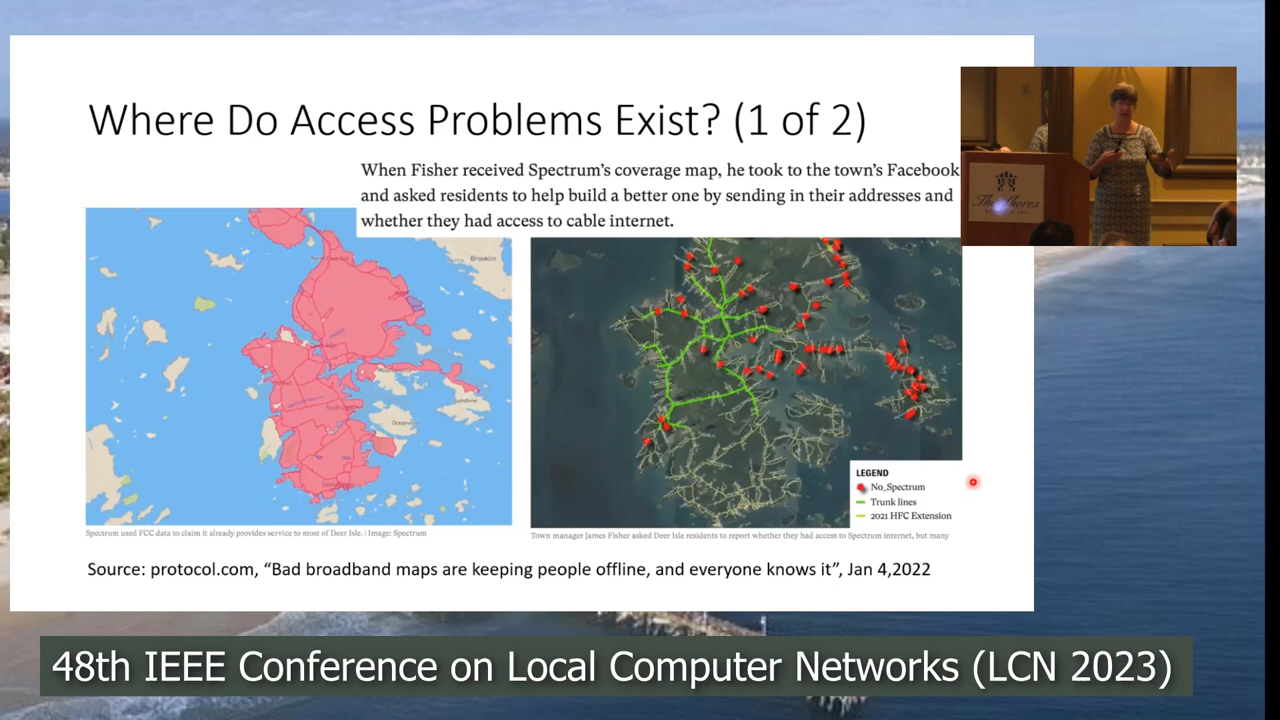 Where Do Access Problems Exist? (1 of 2)
When Fisher received Spectrum's coverage map, he took to the town's Facebook
and asked residents to help build a better one by sending in their addresses and
whether they had access to cable internet.
Brooklin
LEGEND
No_Spectrum
Trunk lines
2021 HFC Extension
Spectrum used FCC data to claim it already provides service to most of Deer Isle. | Image: Spectrum
Town manager James Fisher asked Deer Isle residents to report whether they had access to Spectrum internet, but many
Source: protocol.com, “Bad broadband maps are keeping people offline, and everyone knows it”, Jan 4,2022
48th IEEE Conference on Local Computer Networks (LCN 2023)